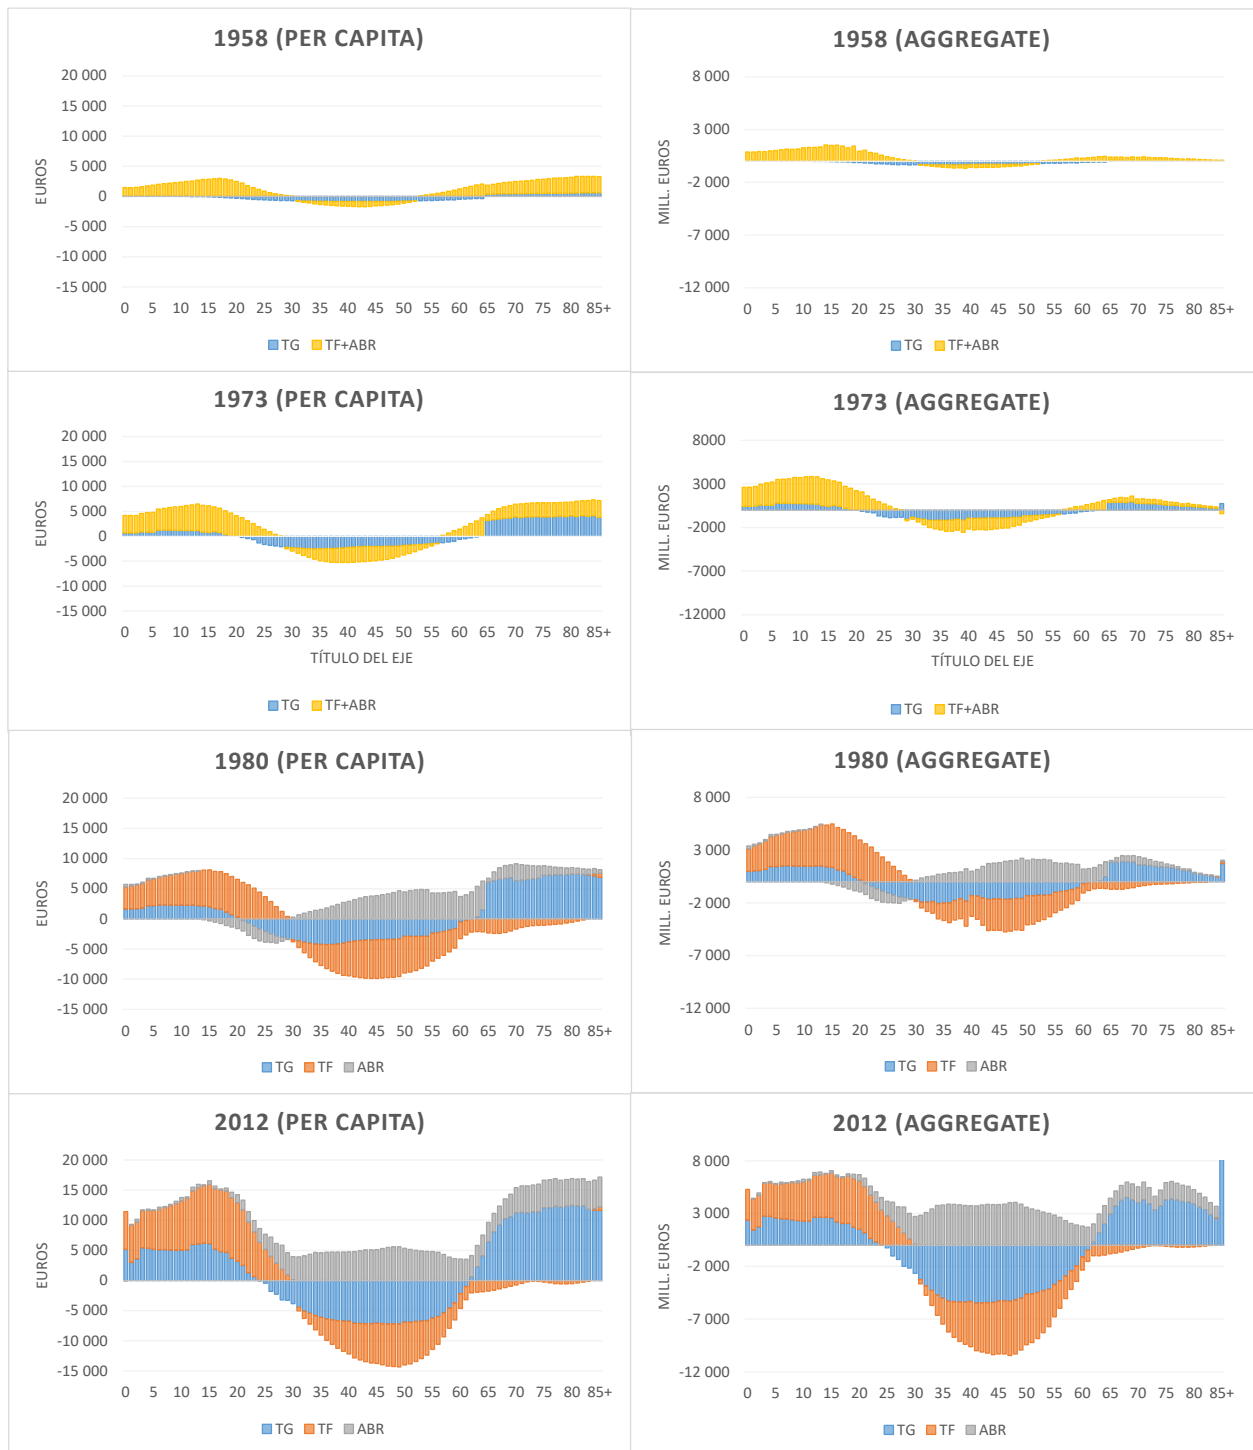 1958 (PER CAPITA)
20 000
15 000
10 000
5 000
0
-5 000
-10 000
-15 000
EUROS
0 5 10 15 20 25 30 35 40 45 50 55 60 65 70 75 80 85+
TG TF+ABR
1958 (AGGREGATE)
8 000
3 000
-2 000
-7 000
-12 000
MILL. EUROS
0 5 10 15 20 25 30 35 40 45 50 55 60 65 70 75 80 85+
TG TF+ABR
1973 (PER CAPITA)
20 000
15 000
10 000
5 000
0
-5 000
-10 000
-15 000
EUROS
0 5 10 15 20 25 30 35 40 45 50 55 60 65 70 75 80 85+
TÍTULO DEL EJE
TG TF+ABR
1973 (AGGREGATE)
8000
3000
-2000
-7000
-12000
MILL. EUROS
0 5 10 15 20 25 30 35 40 45 50 55 60 65 70 75 80 85+
TÍTULO DEL EJE
TG TF+ABR
1980 (PER CAPITA)
20 000
15 000
10 000
5 000
0
-5 000
-10 000
-15 000
EUROS
0 5 10 15 20 25 30 35 40 45 50 55 60 65 70 75 80 85+
TG TF ABR
1980 (AGGREGATE)
8 000
3 000
-2 000
-7 000
-12 000
MILL. EUROS
0 5 10 15 20 25 30 35 40 45 50 55 60 65 70 75 80 85+
TG TF ABR
2012 (PER CAPITA)
20 000
15 000
10 000
5 000
0
-5 000
-10 000
-15 000
EUROS
0 5 10 15 20 25 30 35 40 45 50 55 60 65 70 75 80 85+
TG TF ABR
2012 (AGGREGATE)
8 000
3 000
-2 000
-7 000
-12 000
MILL. EUROS
0 5 10 15 20 25 30 35 40 45 50 55 60 65 70 75 80 85+
TG TF ABR